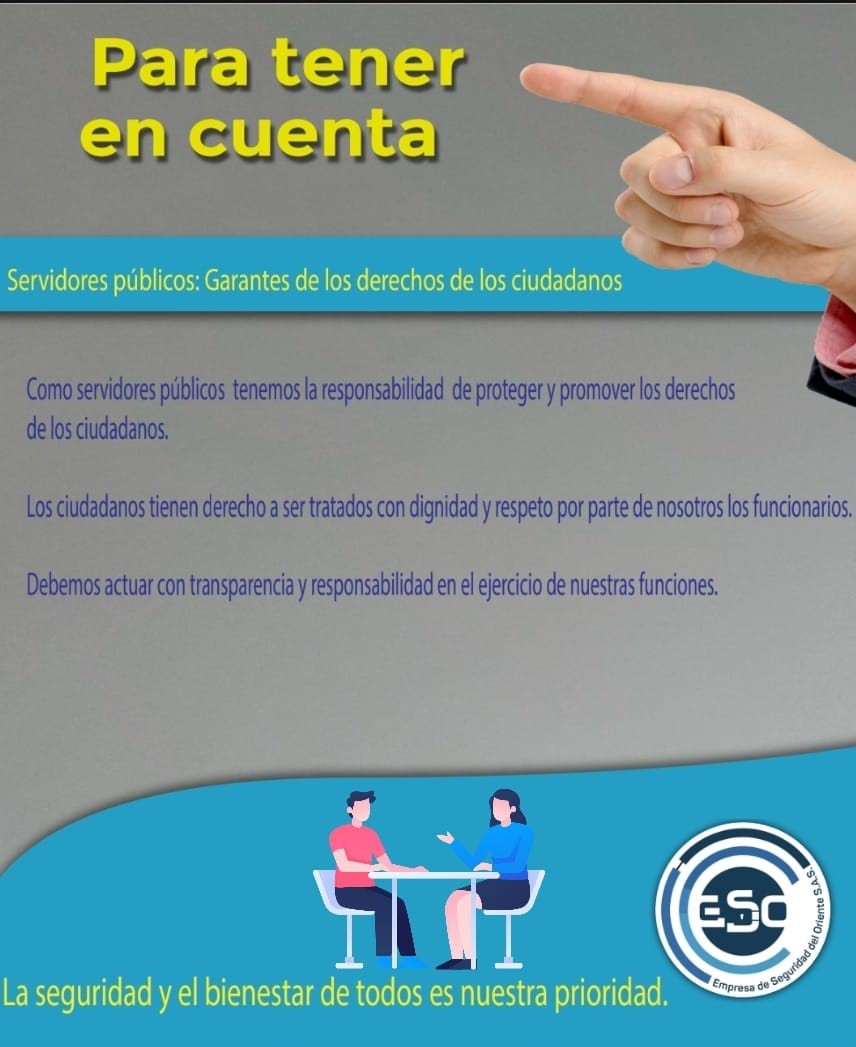 Para tener
en cuenta
Servidores públicos: Garantes de los derechos de los ciudadanos
Como servidores públicos tenemos la responsabilidad de proteger y promover los derechos
de los ciudadanos.
Los ciudadanos tienen derecho a ser tratados con dignidad y respeto por parte de nosotros los funcionarios.
Debemos actuar con transparencia y responsabilidad en el ejercicio de nuestras funciones.
ESO
Empresa de Seguridad del Oriente S.A.S
La seguridad y el bienestar de todos es nuestra prioridad.